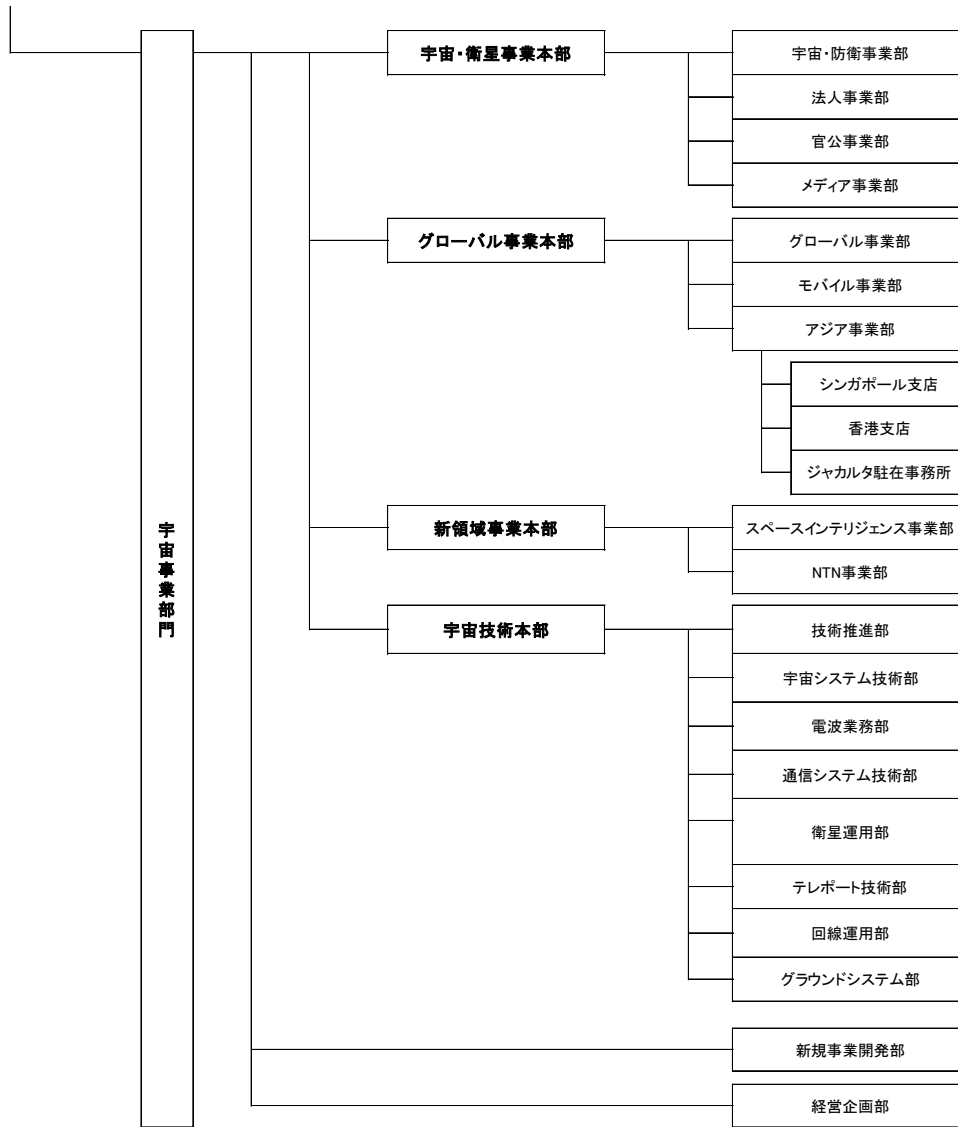 宇宙事業部門
宇宙・衛星事業本部
宇宙・防衛事業部
法人事業部
官公事業部
メディア事業部
グローバル事業本部
グローバル事業部
モバイル事業部
アジア事業部
シンガポール支店
香港支店
ジャカルタ駐在事務所
新領域事業本部
スペースインテリジェンス事業部
NTN事業部
宇宙技術本部
技術推進部
宇宙システム技術部
電波業務部
通信システム技術部
衛星運用部
テレポート技術部
回線運用部
グラウンドシステム部
新規事業開発部
経営企画部